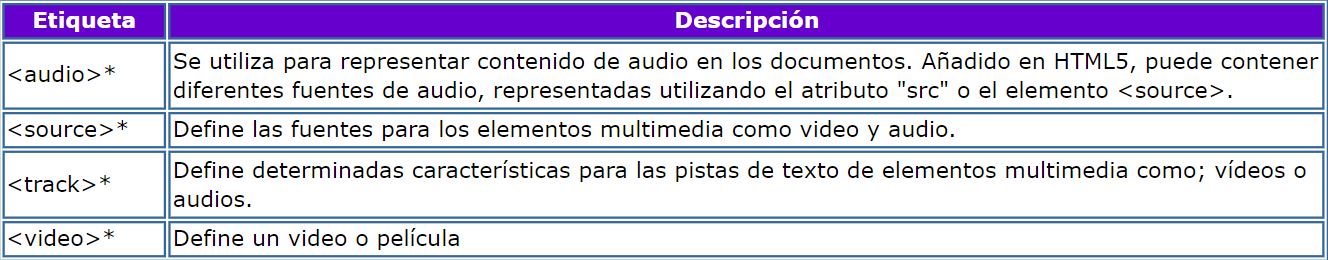 Etiqueta Descripción
<audio>* Se utiliza para representar contenido de audio en los documentos. Añadido en HTML5, puede contener
diferentes fuentes de audio, representadas utilizando el atributo "src" o el elemento <source>.
<source>* Define las fuentes para los elementos multimedia como video y audio.
<track>* Define determinadas características para las pistas de texto de elementos multimedia como; vídeos o
audios.
<video>* Define un video o película